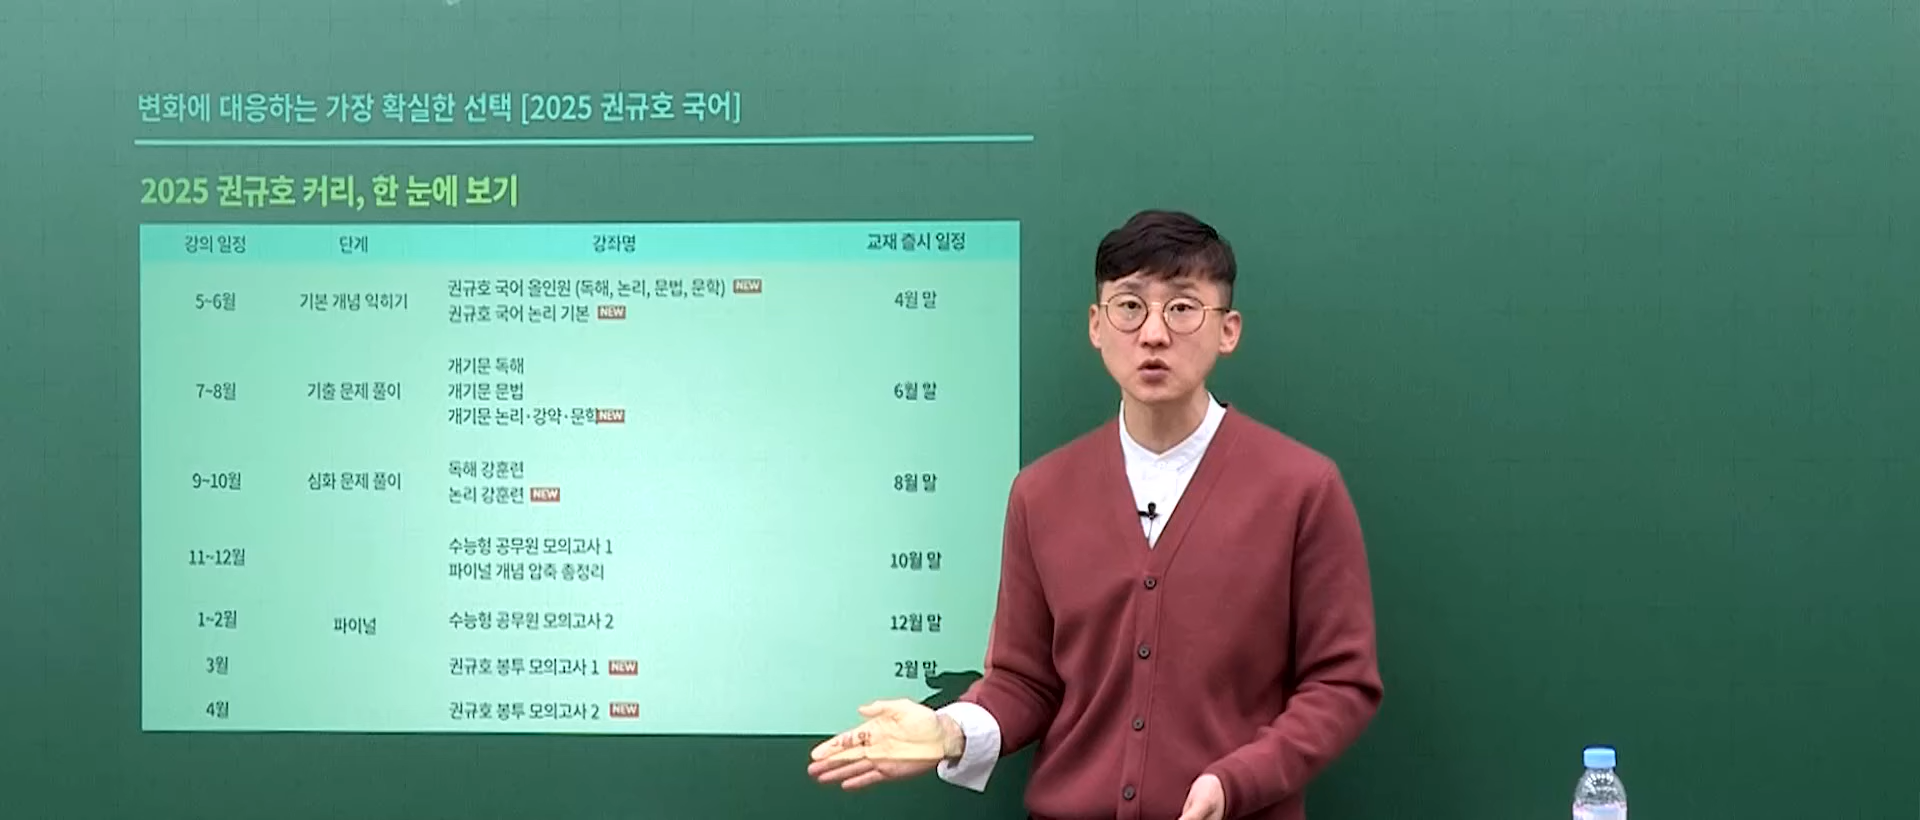 변화에 대응하는 가장 확실한 선택 [2025 권규호 국어]
2025 권규호 커리, 한 눈에 보기
강의 일정 단계 강좌명 교재 출시 일정
5~6월 기본 개념 익히기 권규호 국어 올인원 (독해, 논리, 문법, 문학) NEW 4월 말
권규호 국어 논리 기본 NEW
개기문 독해
7~8월 기출 문제 풀이 개기문 문법 6월 말
개기문 논리·강약·문학 NEW
독해 강훈련
9~10월 심화 문제 풀이 8월 말
논리 강훈련 NEW
11~12월 수능형 공무원 모의고사 1 10월 말
파이널 개념 압축 총정리
1~2월 파이널 수능형 공무원 모의고사 2 12월 말
3월 권규호 봉투 모의고사 1 NEW 2월 말
4월 권규호 봉투 모의고사 2 NEW